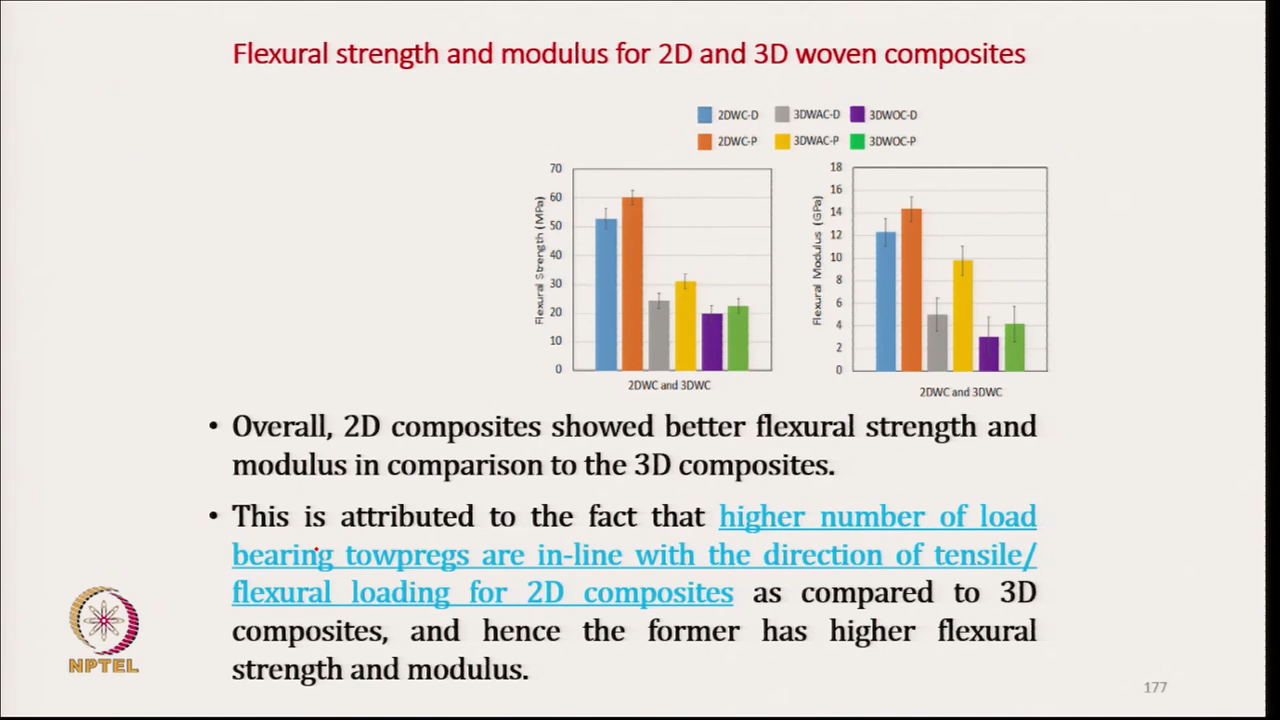 Flexural strength and modulus for 2D and 3D woven composites
2DWC-D 3DWAC-D 3DWOC-D
2DWC-P 3DWAC-P 3DWOC-P
Flexural Strength (MPa)
70
60
50
40
30
20
10
0
2DWC and 3DWC
Flexural Modulus (GPa)
18
16
14
12
10
8
6
4
2
0
2DWC and 3DWC
• Overall, 2D composites showed better flexural strength and
modulus in comparison to the 3D composites.
• This is attributed to the fact that higher number of load
bearing towpregs are in-line with the direction of tensile/
flexural loading for 2D composites as compared to 3D
composites, and hence the former has higher flexural
strength and modulus.
NPTEL
177